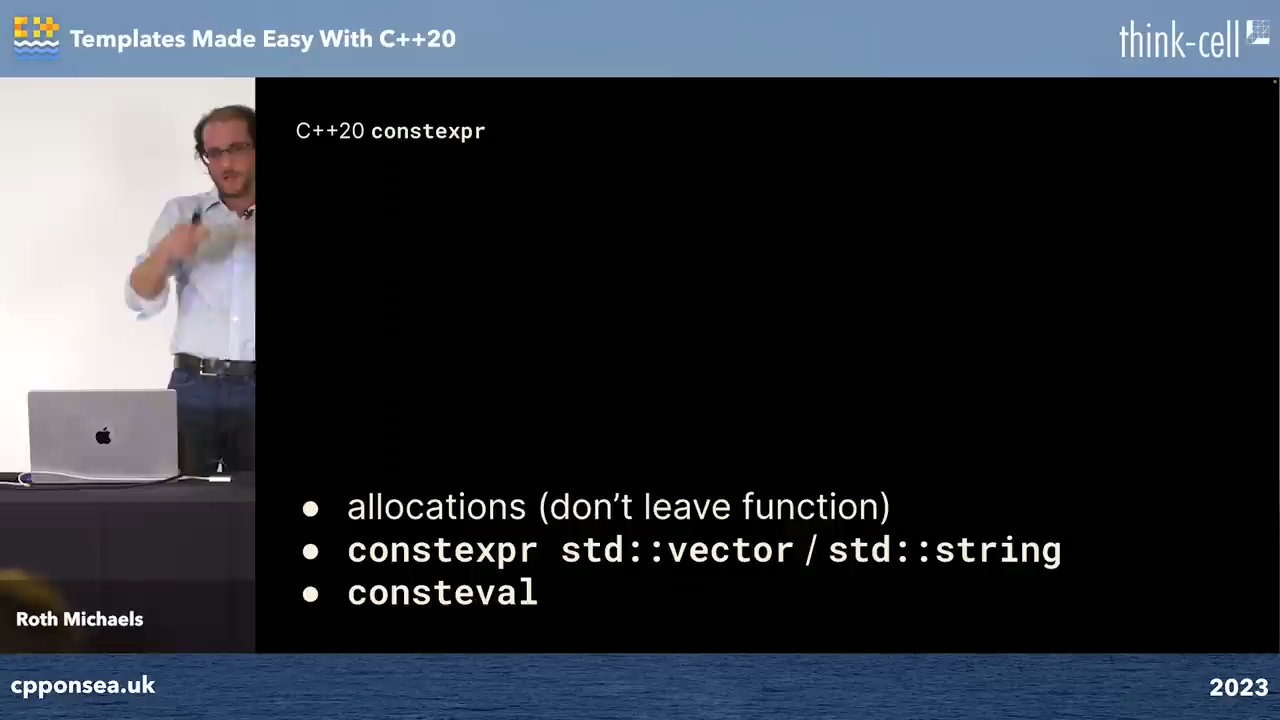 C++
Templates Made Easy With C++20
think-cell
C++20 constexpr
● allocations (don’t leave function)
● constexpr std::vector / std::string
● consteval
Roth Michaels
cpponsea.uk
2023